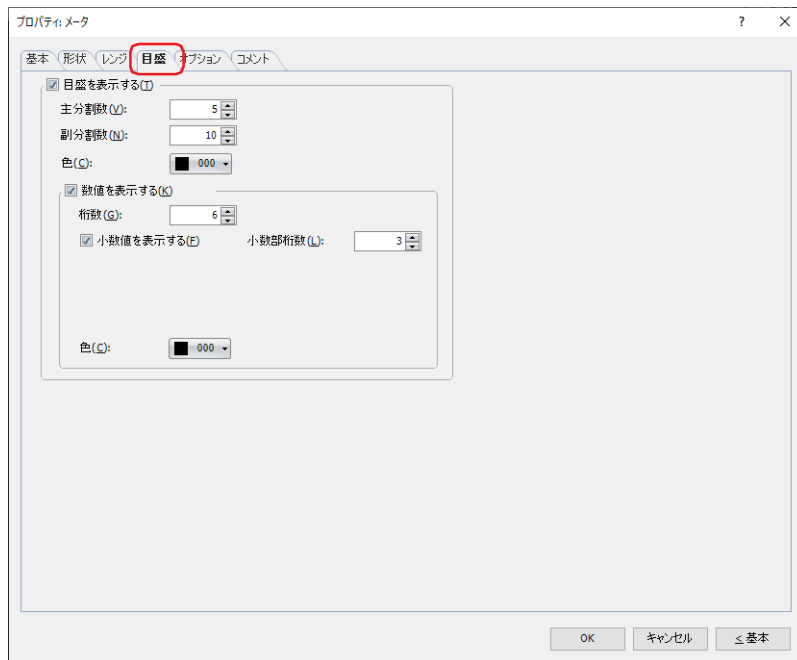 プロパティ: メータ ? ×
基本 形状 レンジ 目盛 オプション コメント
目盛を表示する(T)
主分割数(V): 5
副分割数(N): 10
色(C): 000
数値を表示する(K)
桁数(G): 6
小数値を表示する(F) 小数部桁数(L): 3
色(C): 000
OK キャンセル <基本